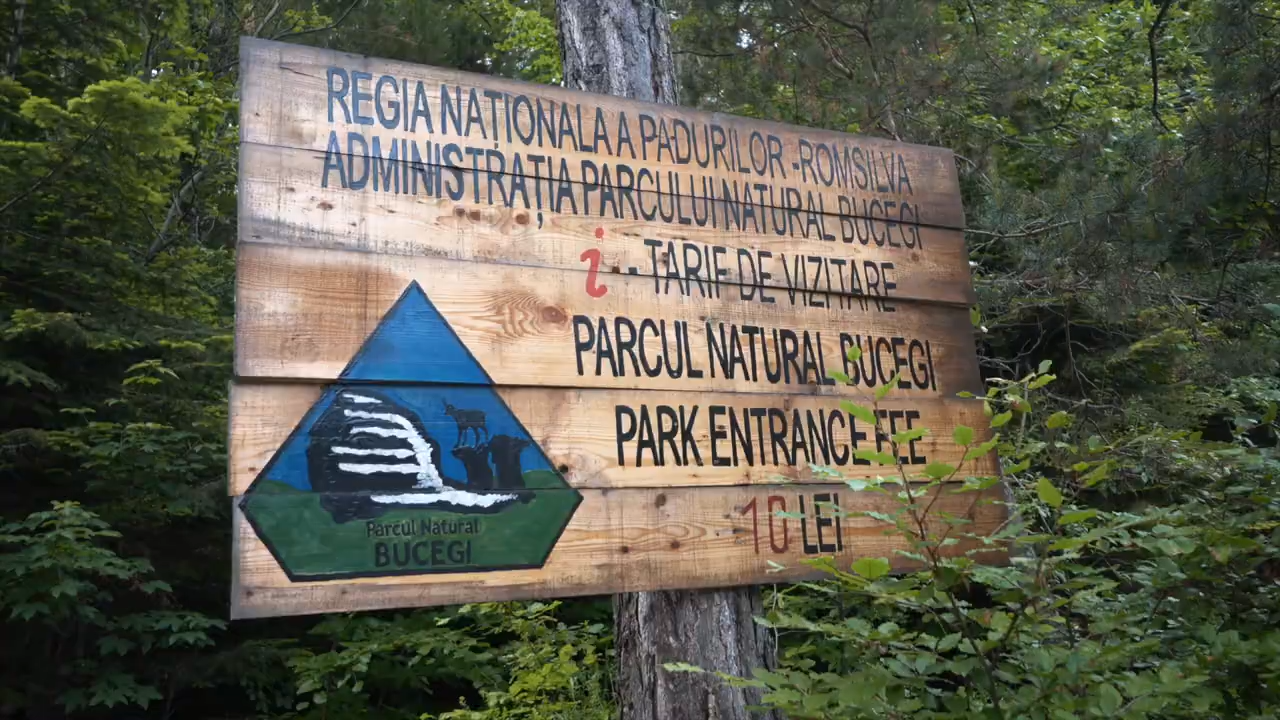 REGIA NAȚIONALA A PADURILOR -ROMSILVA
ADMINISTRAȚIA PARCULUI NATURAL BUCEGI
i - TARIF DE VIZITARE
PARCUL NATURAL BUCEGI
PARK ENTRANCE FEE
10 LEI
Parcul Natural
BUCEGI